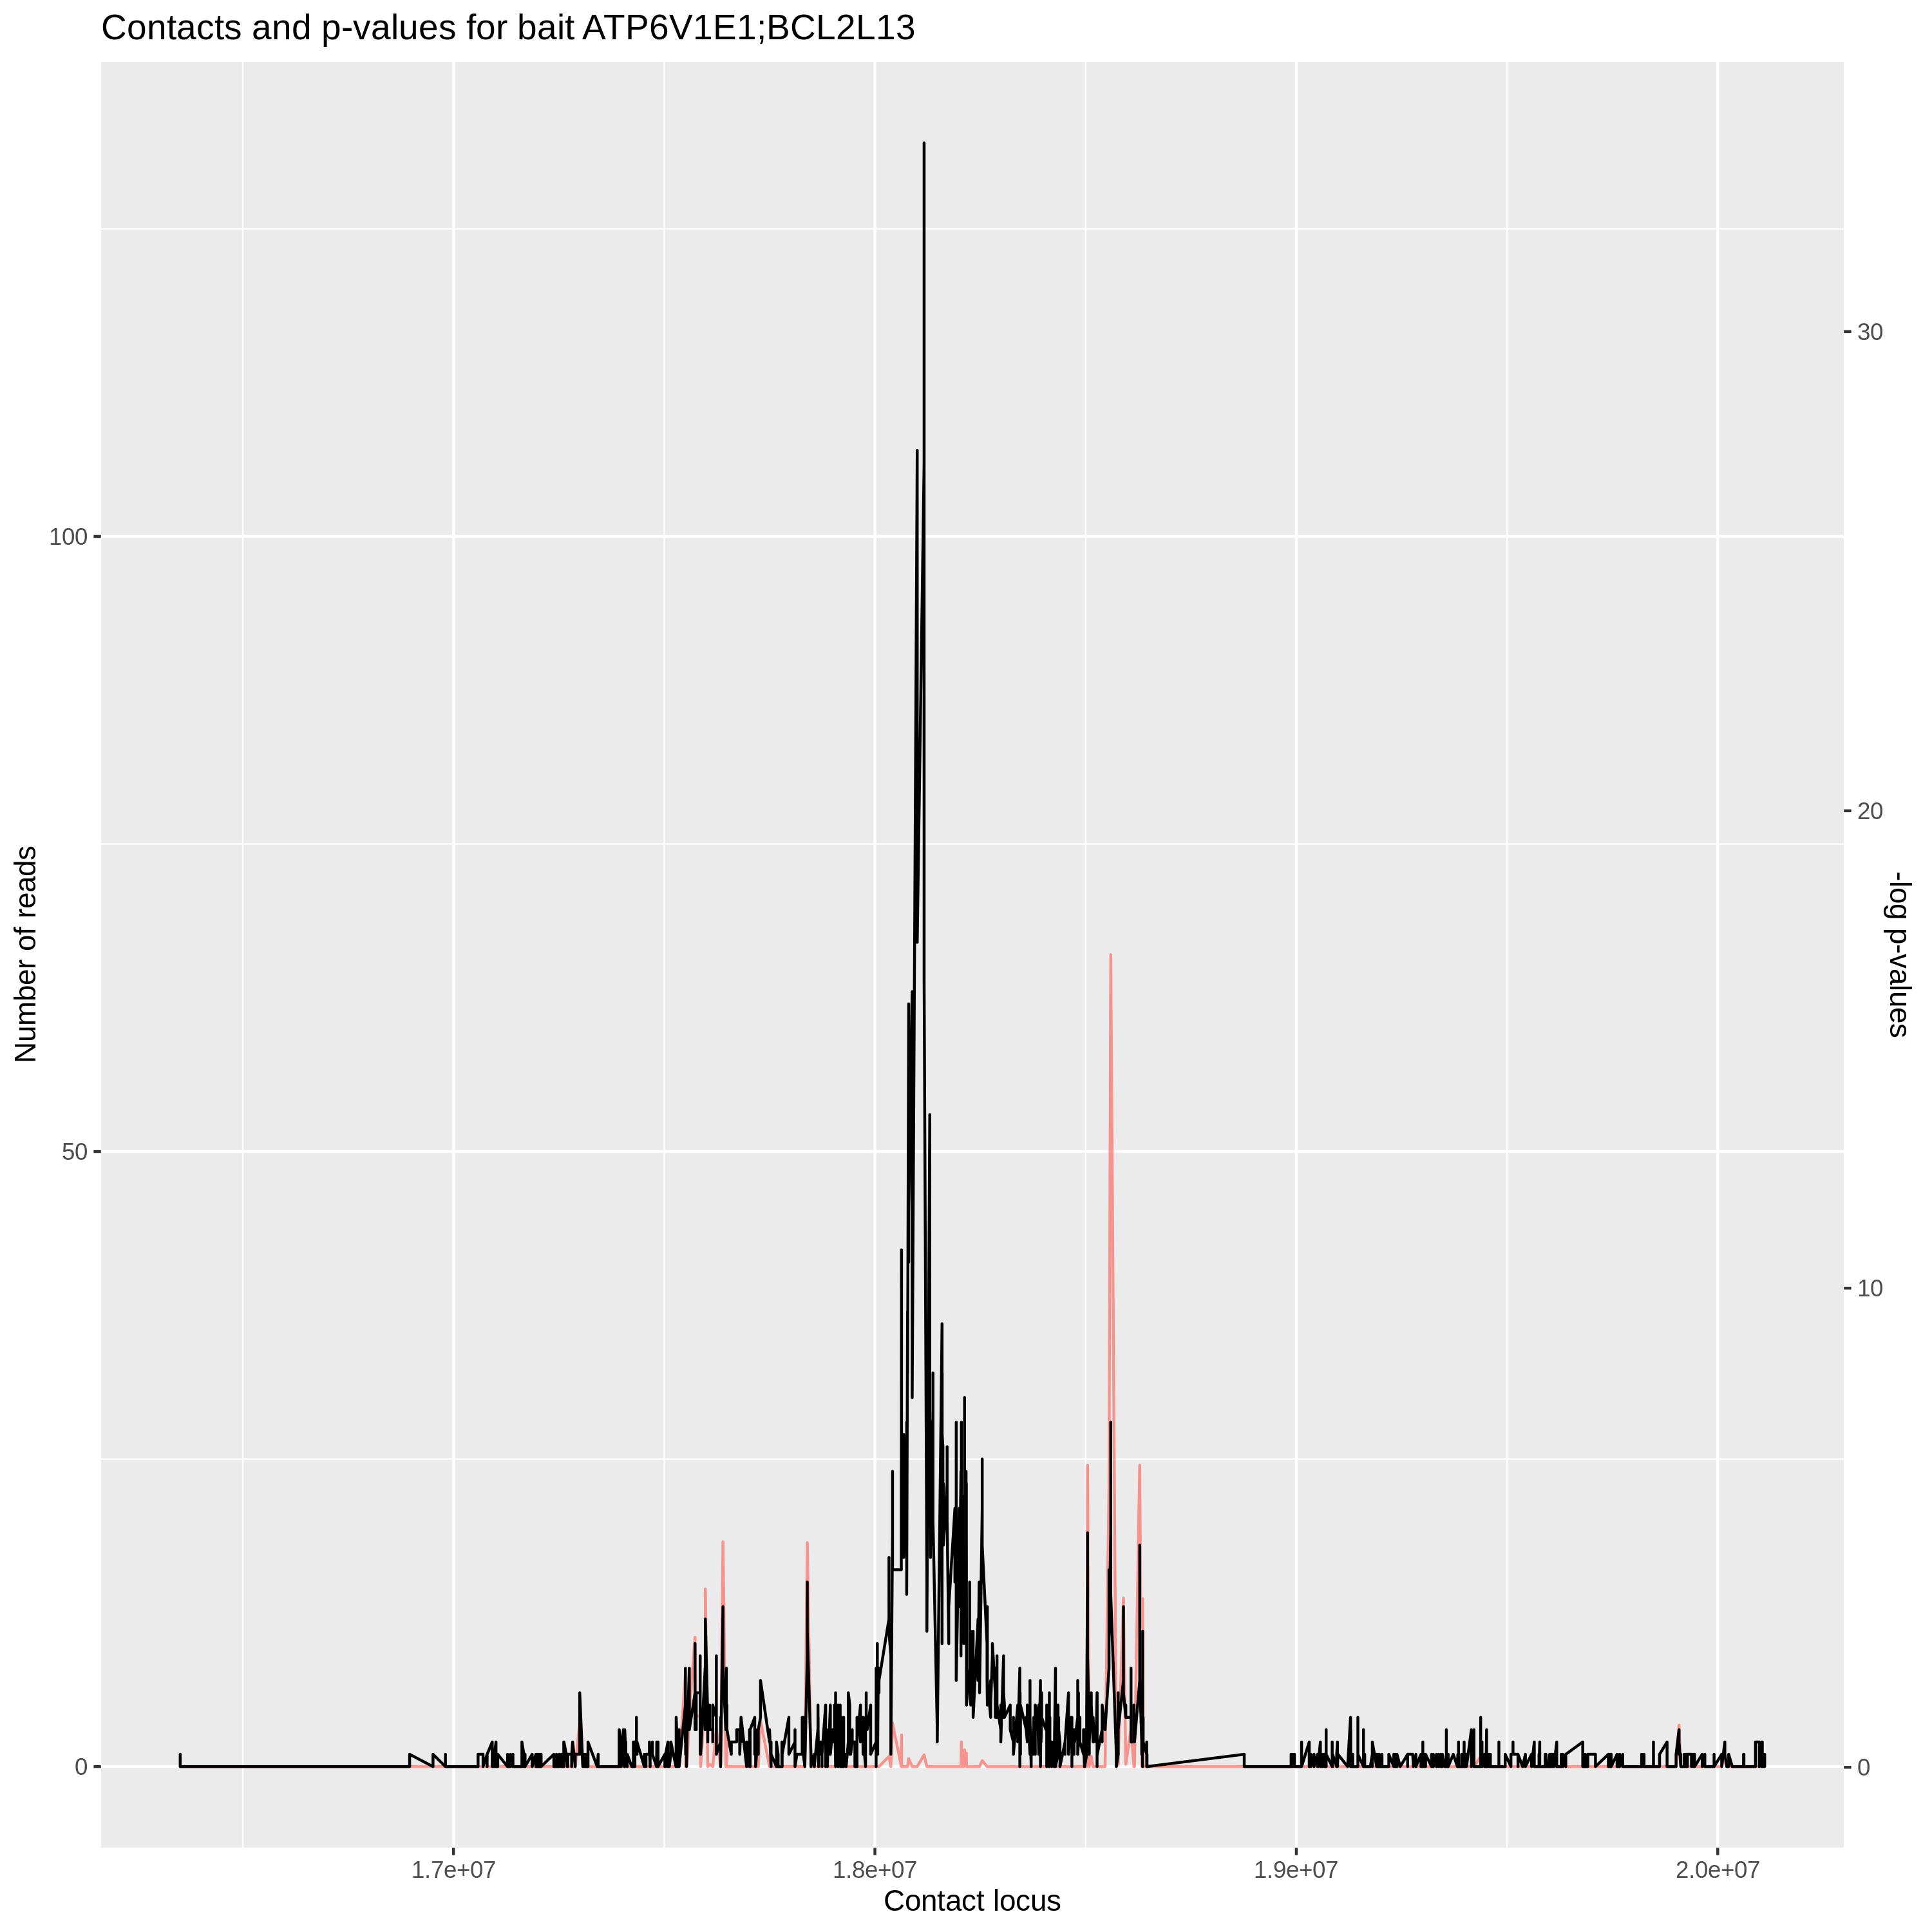 Contacts and p-values for bait ATP6V1E1;BCL2L13
Number of reads
100
50
0
30
20
10
0
-log p-values
1.7e+07
1.8e+07
1.9e+07
2.0e+07
Contact locus